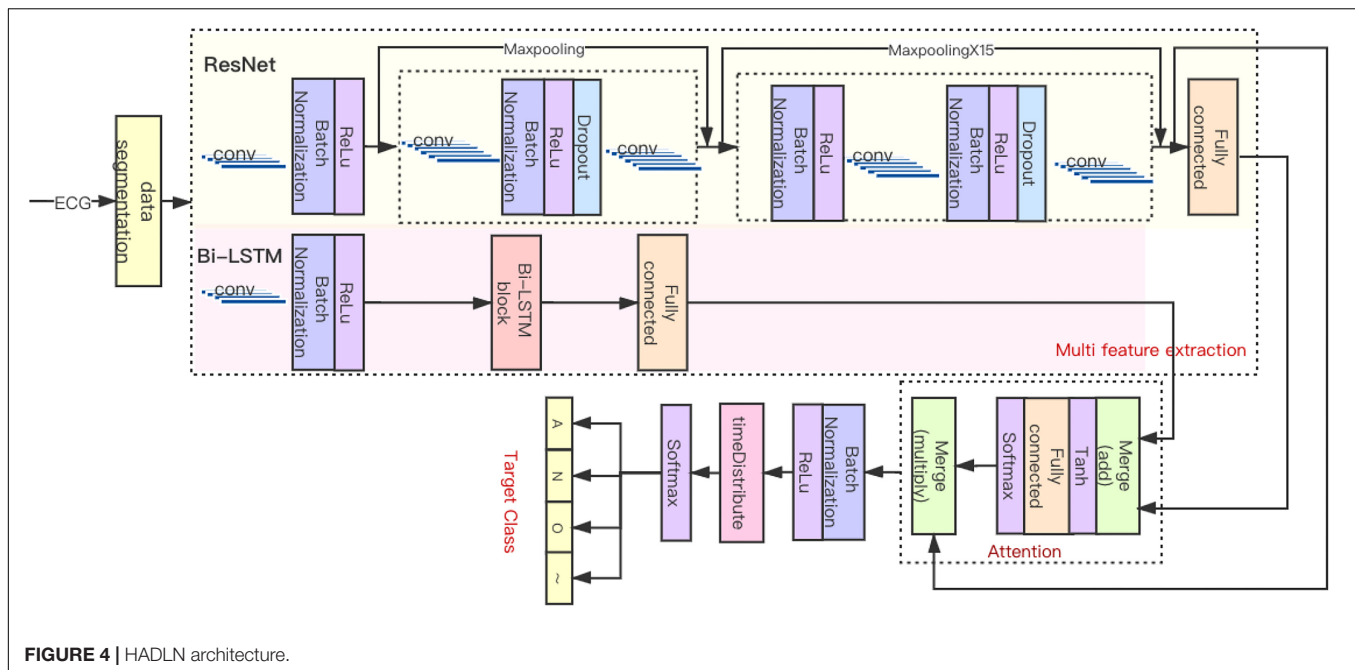 Maxpooling
MaxpoolingX15
ResNet
conv
Batch
Normalization
ReLu
conv
Batch
Normalization
ReLu
Dropout
conv
Batch
Normalization
ReLu
conv
Batch
Normalization
ReLu
Dropout
conv
Fully
connected
ECG
data
segmentation
Bi-LSTM
conv
Batch
Normalization
ReLu
Bi-LSTM
block
Fully
connected
Multi feature extraction
Merge
(add)
Tanh
Fully
connected
Softmax
Attention
Merge
(multiply)
Batch
Normalization
ReLu
timeDistribute
Softmax
A
N
O
~
Target Class
FIGURE 4 | HADLN architecture.